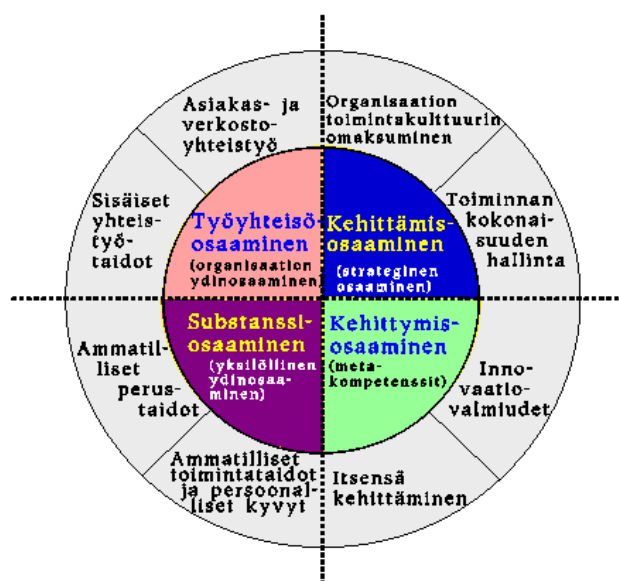 Asiakas- ja
verkosto-
yhteistyö
Organisaation
toimintakulttuurin
omaksuminen
Sisäiset
yhteis-
työ-
taidot
Toiminnan
kokonai-
suuden
hallinta
Työyhteisö-
osaaminen
(organisaation
ydinosaaminen)
Kehittämis-
osaaminen
(strateginen
osaaminen)
Substanssi-
osaaminen
(yksilöllinen
ydinosaa-
minen)
Kehittymis-
osaaminen
(meta-
kompetenssit)
Ammatil-
liset
perus-
taidot
Inno-
vaatio-
valmiudet
Ammatilliset
toimintataidot
ja persoonal-
liset kyvyt
Itsensä
kehittäminen